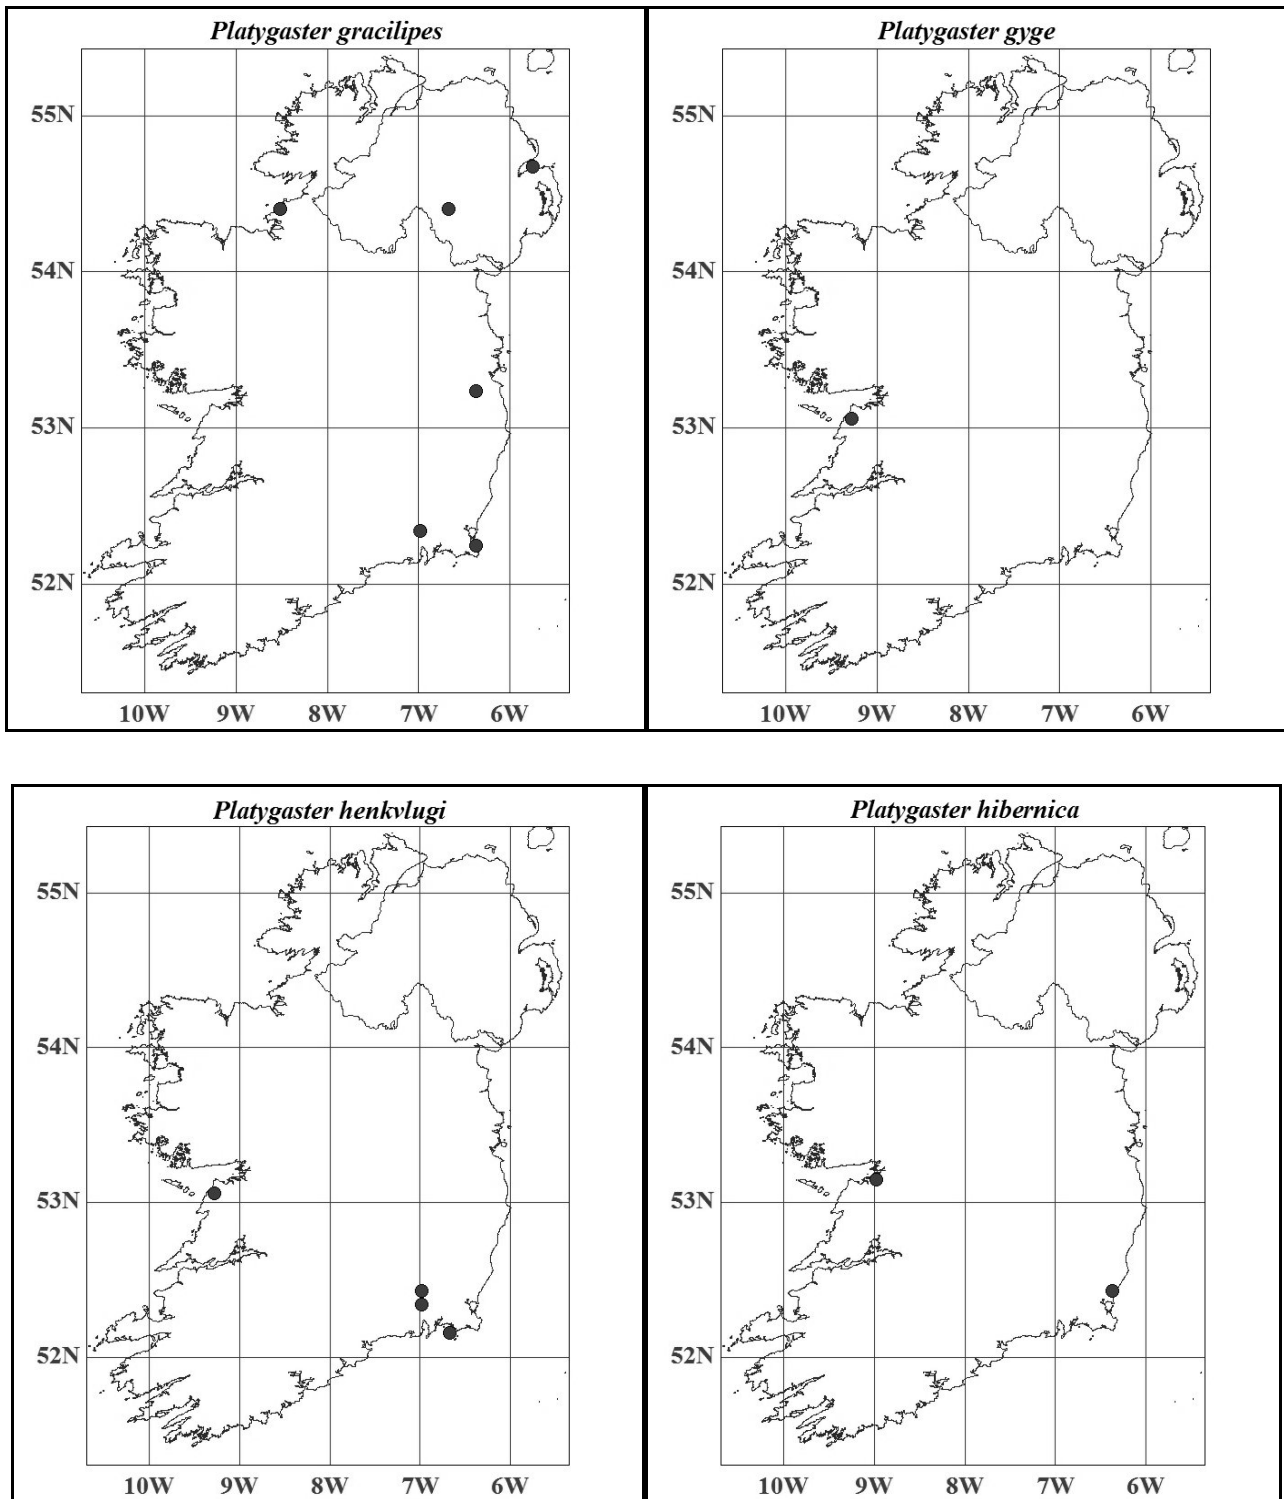 Platygaster gracilipes
55N
54N
53N
52N
10W 9W 8W 7W 6W
Platygaster gyge
55N
54N
53N
52N
10W 9W 8W 7W 6W
Platygaster henkvlugi
55N
54N
53N
52N
10W 9W 8W 7W 6W
Platygaster hibernica
55N
54N
53N
52N
10W 9W 8W 7W 6W